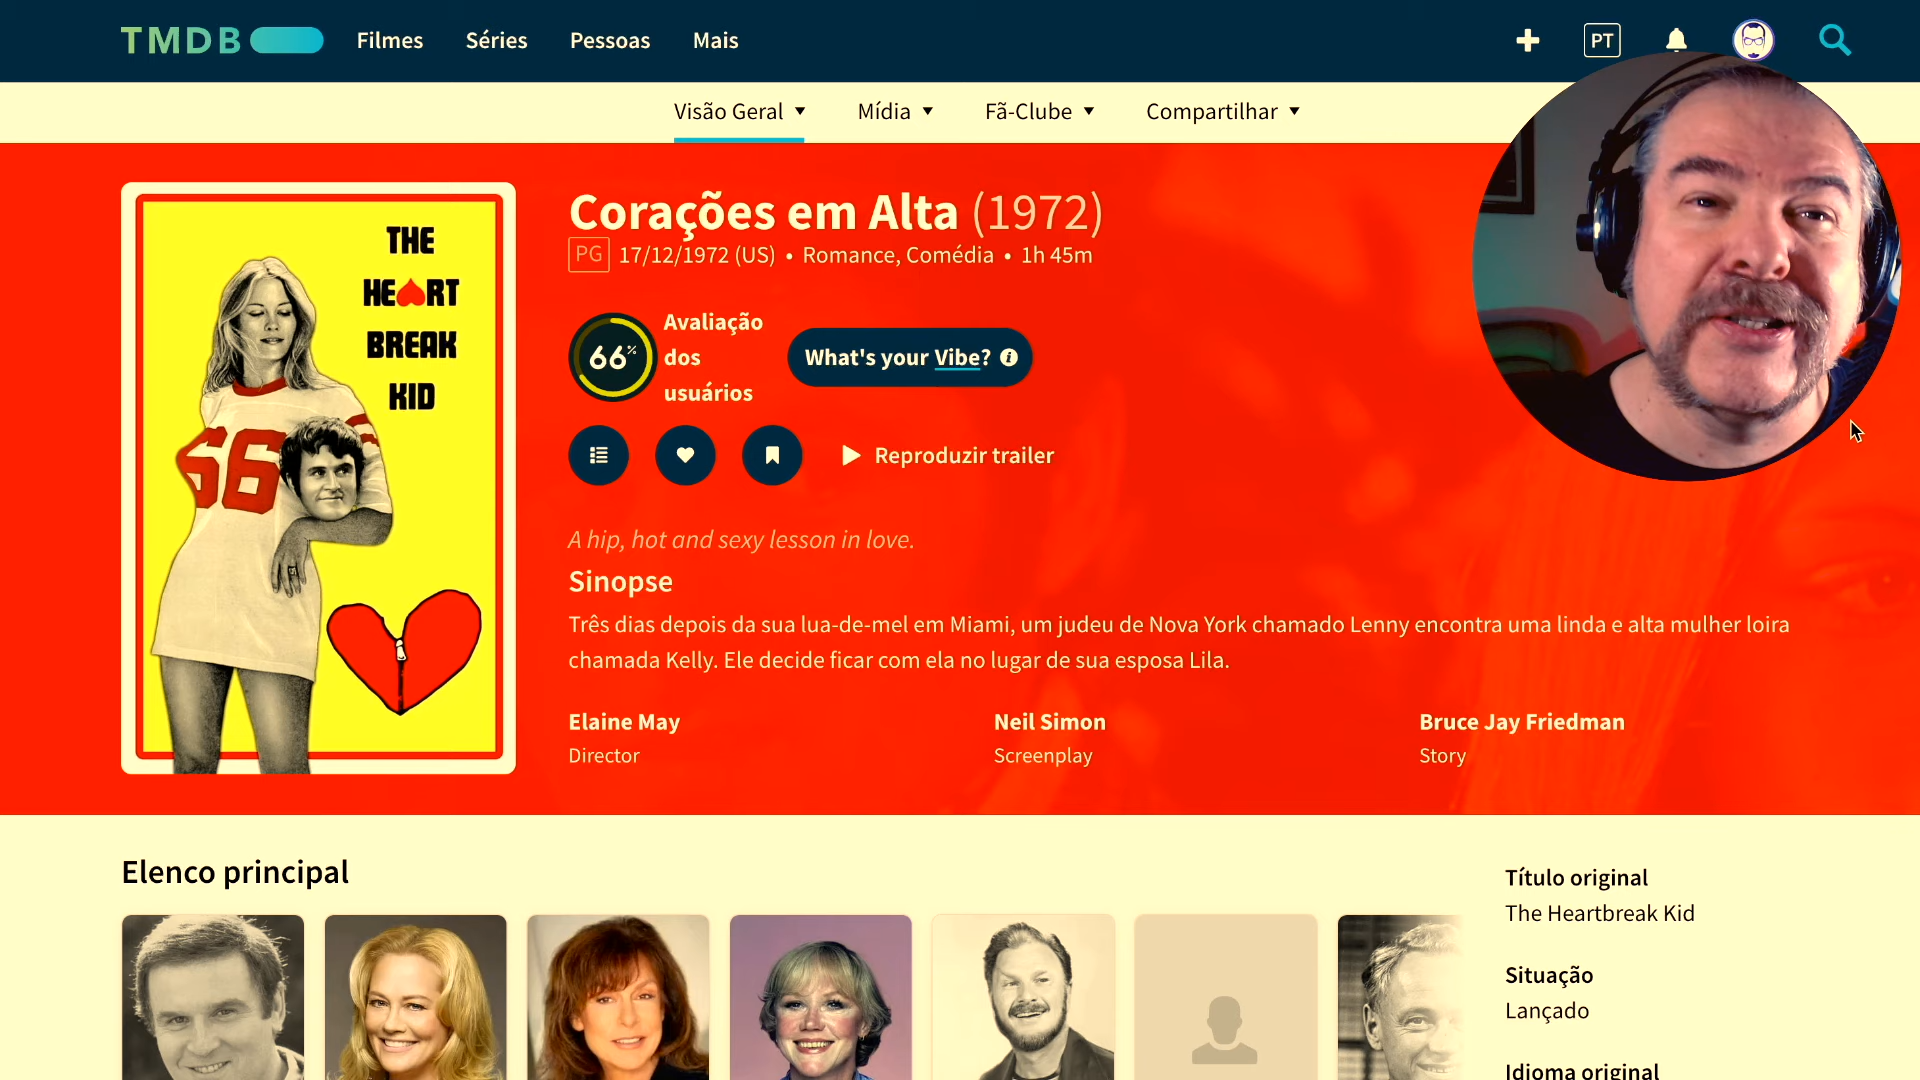 TMDB
Filmes
Séries
Pessoas
Mais
PT
Visão Geral
Mídia
Fã-Clube
Compartilhar
THE
HE RT
BREAK
KID
66
Corações em Alta (1972)
PG 17/12/1972 (US) • Romance, Comédia • 1h 45m
66%
Avaliação
dos
usuários
What's your Vibe?
Reproduzir trailer
A hip, hot and sexy lesson in love.
Sinopse
Três dias depois da sua lua-de-mel em Miami, um judeu de Nova York chamado Lenny encontra uma linda e alta mulher loira
chamada Kelly. Ele decide ficar com ela no lugar de sua esposa Lila.
Elaine May
Director
Neil Simon
Screenplay
Bruce Jay Friedman
Story
Elenco principal
Título original
The Heartbreak Kid
Situação
Lançado
Idioma original